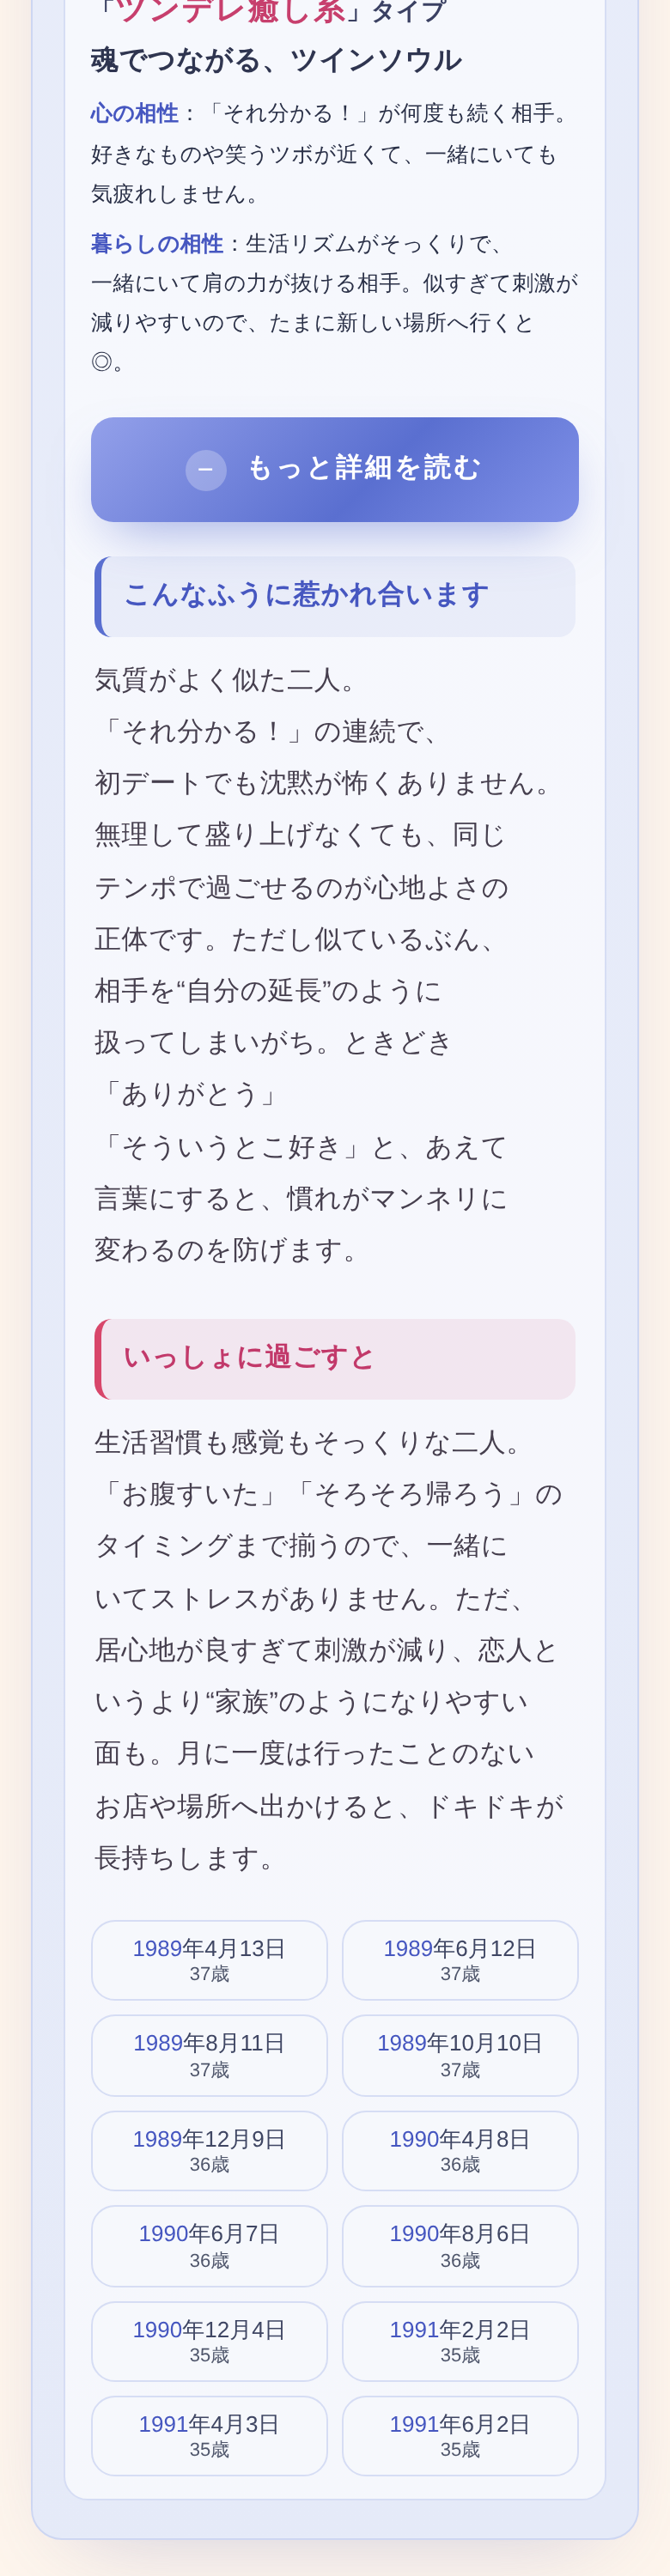 「ツンデレ癒し系」タイプ
魂でつながる、ツインソウル
心の相性：「それ分かる！」が何度も続く相手。
好きなものや笑うツボが近くて、一緒にいても
気疲れしません。
暮らしの相性：生活リズムがそっくりで、
一緒にいて肩の力が抜ける相手。似すぎて刺激が
減りやすいので、たまに新しい場所へ行くと
◎。
− もっと詳細を読む
こんなふうに惹かれ合います
気質がよく似た二人。
「それ分かる！」の連続で、
初デートでも沈黙が怖くありません。
無理して盛り上げなくても、同じ
テンポで過ごせるのが心地よさの
正体です。ただし似ているぶん、
相手を“自分の延長”のように
扱ってしまいがち。ときどき
「ありがとう」
「そういうとこ好き」と、あえて
言葉にすると、慣れがマンネリに
変わるのを防げます。
いっしょに過ごすと
生活習慣も感覚もそっくりな二人。
「お腹すいた」「そろそろ帰ろう」の
タイミングまで揃うので、一緒に
いてストレスがありません。ただ、
居心地が良すぎて刺激が減り、恋人と
いうより“家族”のようになりやすい
面も。月に一度は行ったことのない
お店や場所へ出かけると、ドキドキが
長持ちします。
1989年4月13日
37歳
1989年6月12日
37歳
1989年8月11日
37歳
1989年10月10日
37歳
1989年12月9日
36歳
1990年4月8日
36歳
1990年6月7日
36歳
1990年8月6日
36歳
1990年12月4日
35歳
1991年2月2日
35歳
1991年4月3日
35歳
1991年6月2日
35歳